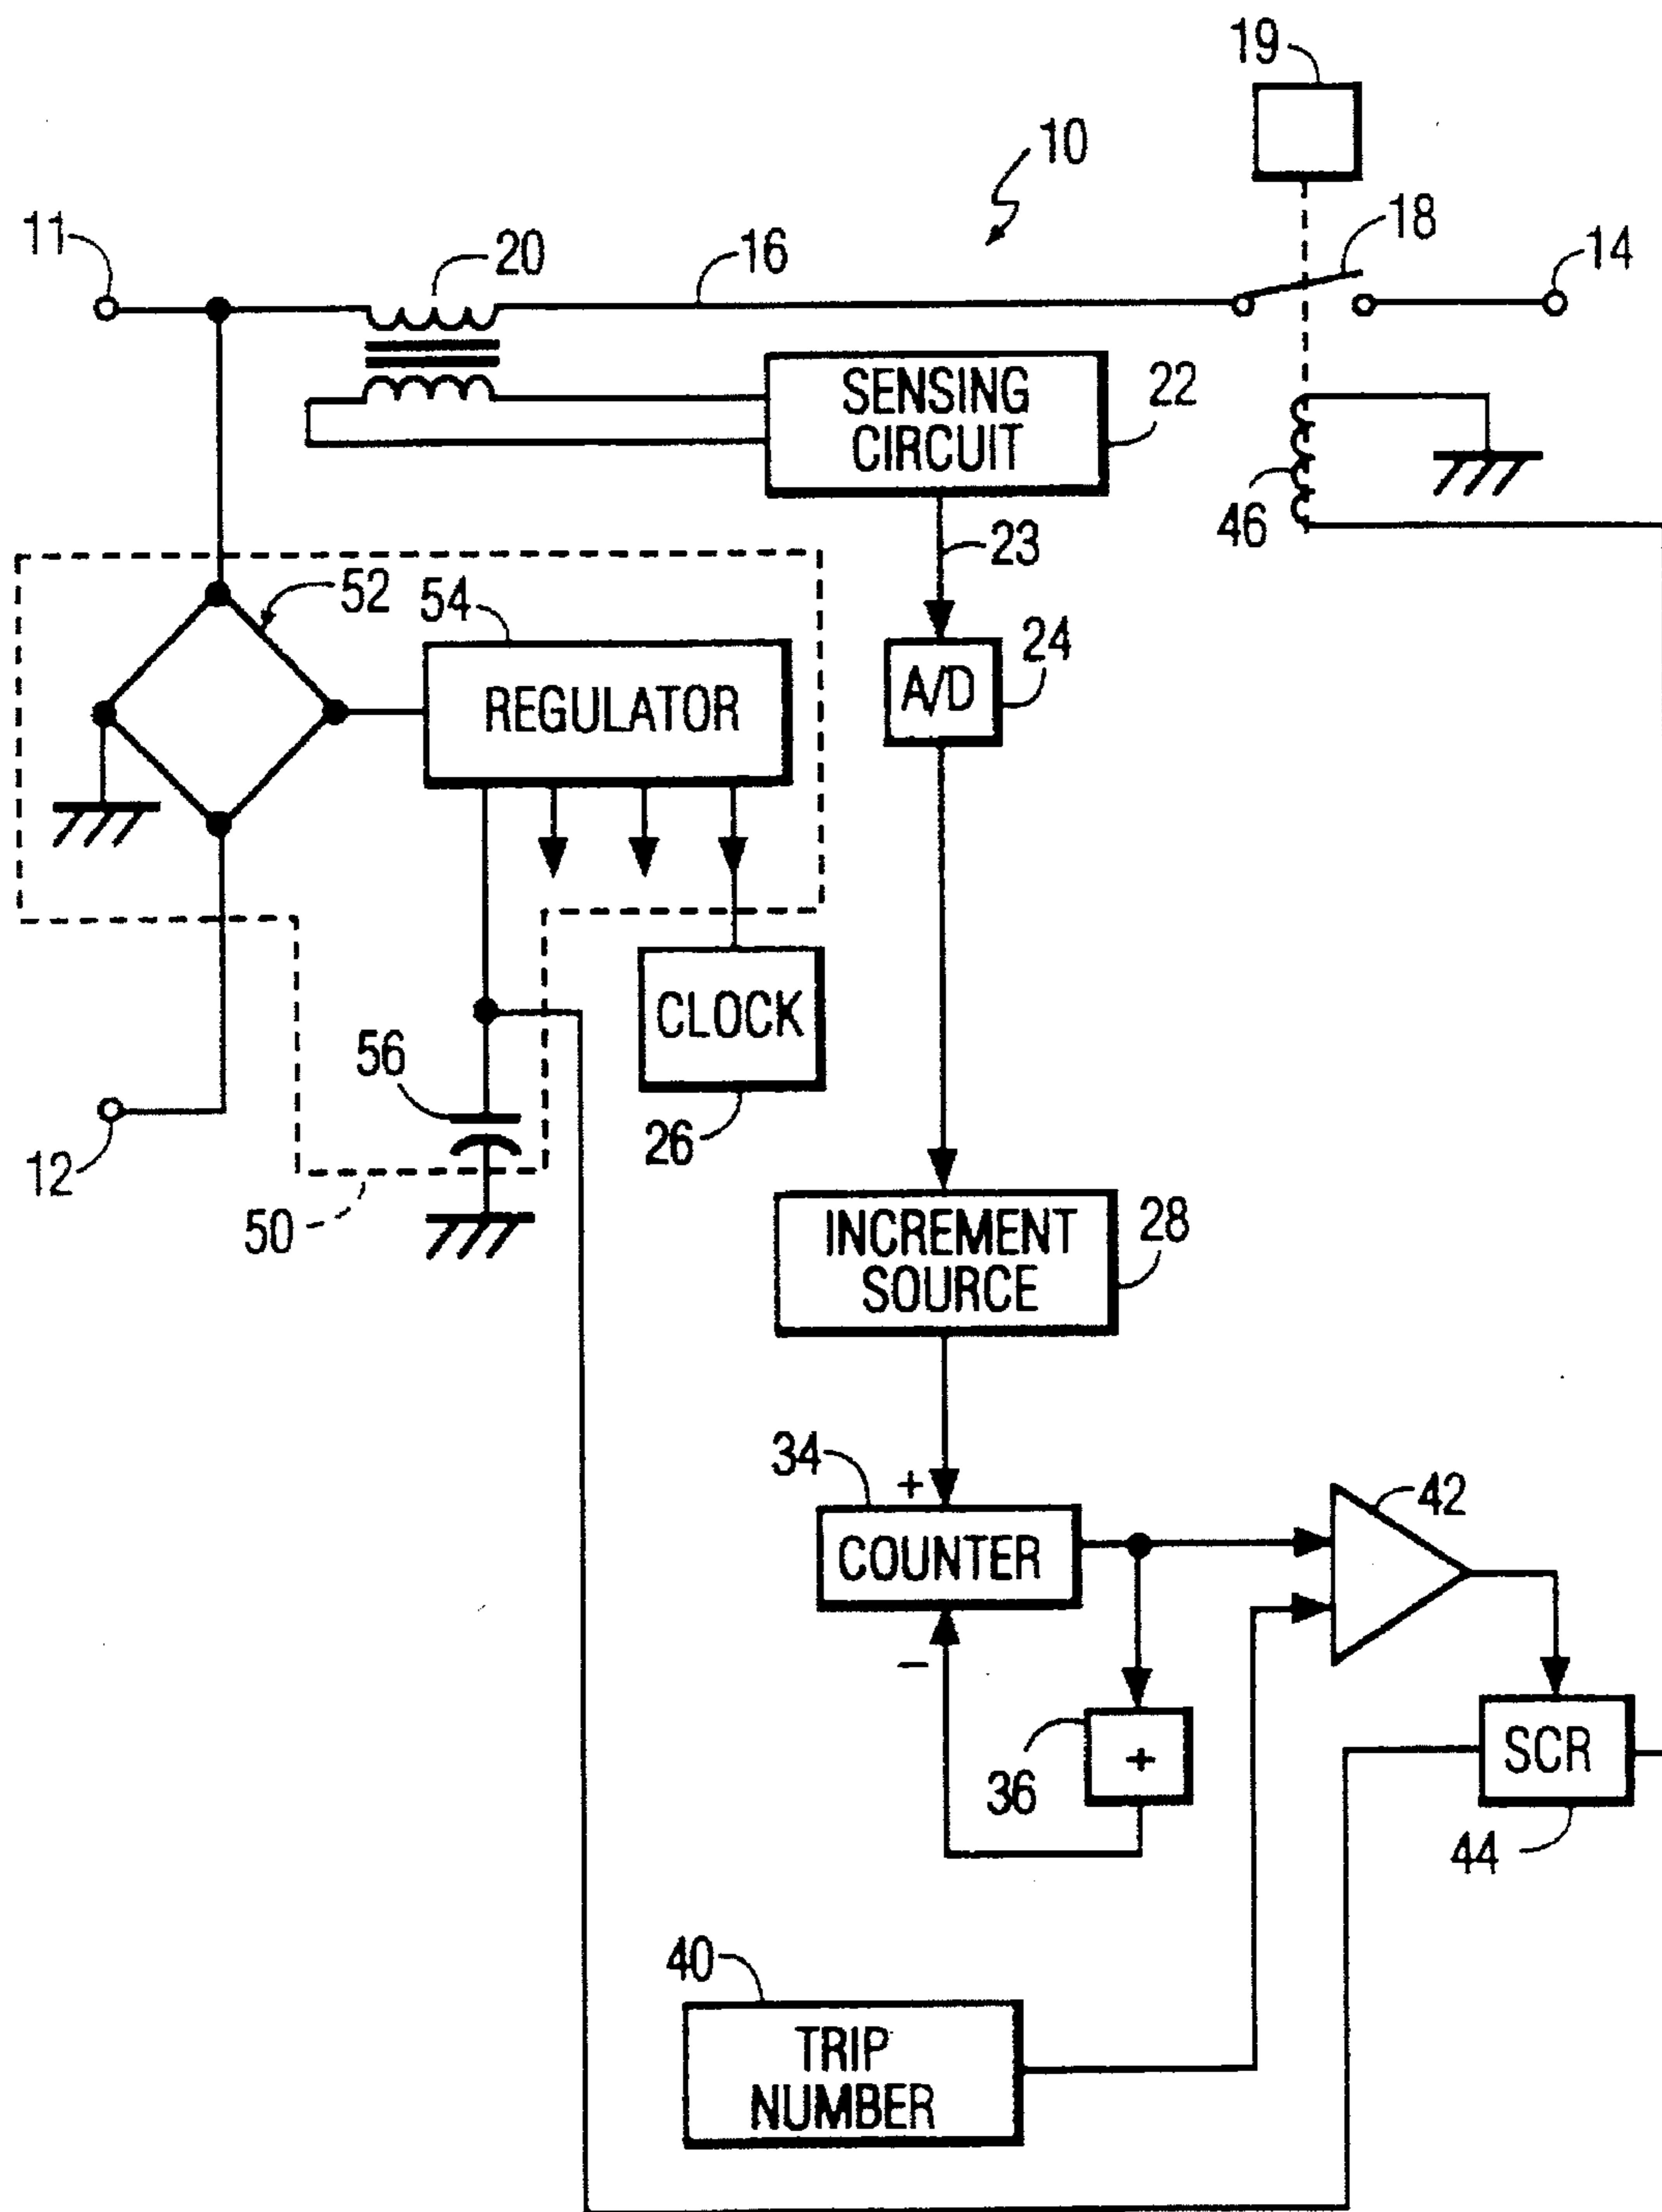 19
10
11
20
16
18
14
SENSING
CIRCUIT
22
46
23
52
54
24
A/D
REGULATOR
CLOCK
56
26
12
50
INCREMENT
SOURCE
28
34
+
42
COUNTER
−
+
36
SCR
44
40
TRIP
NUMBER